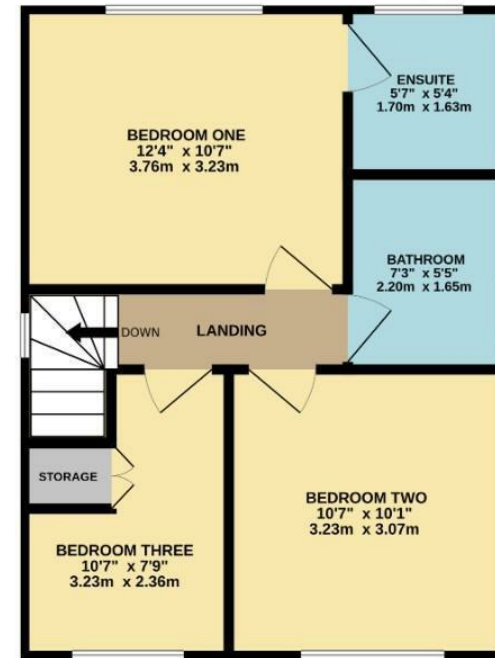 BEDROOM ONE
12'4" x 10'7"
3.76m x 3.23m
ENSUITE
5'7" x 5'4"
1.70m x 1.63m
BATHROOM
7'3" x 5'5"
2.20m x 1.65m
DOWN
LANDING
STORAGE
BEDROOM TWO
10'7" x 10'1"
3.23m x 3.07m
BEDROOM THREE
10'7" x 7'9"
3.23m x 2.36m